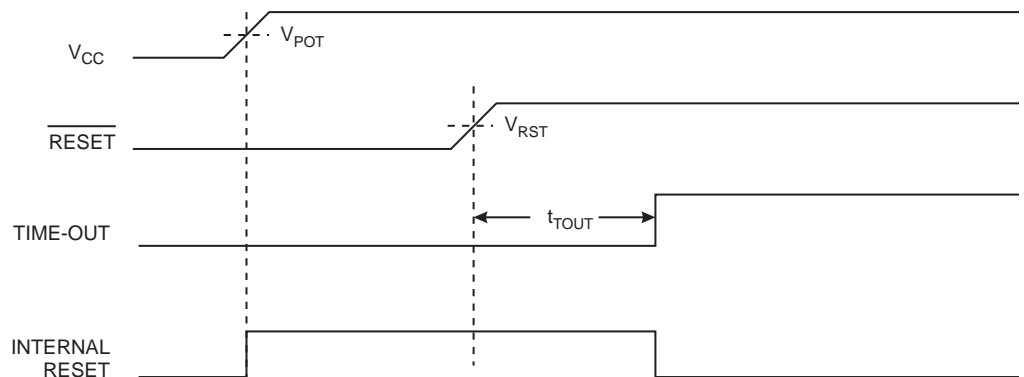 V_CC
V_POT
RESET
V_RST
TIME-OUT
t_TOUT
INTERNAL
RESET